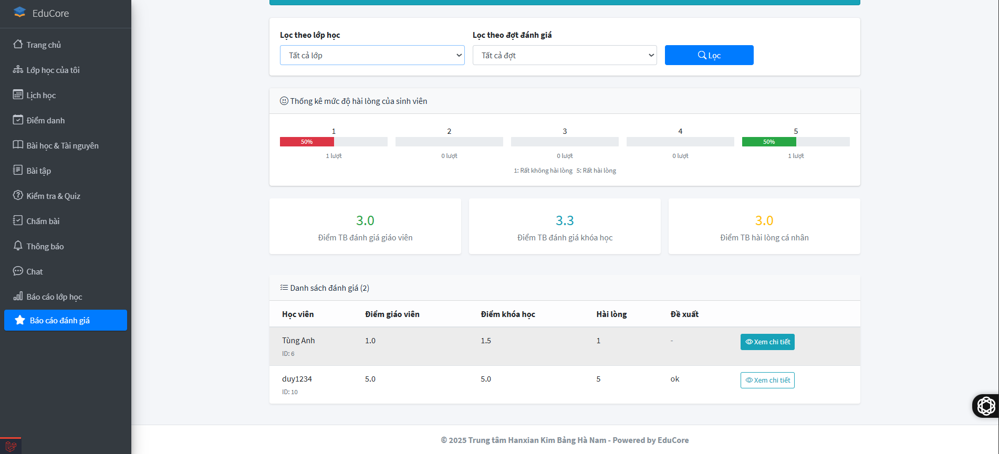 EduCore
Trang chủ
Lớp học của tôi
Lịch học
Điểm danh
Bài học & Tài nguyên
Bài tập
Kiểm tra & Quiz
Chấm bài
Thông báo
Chat
Báo cáo lớp học
Báo cáo đánh giá
Lọc theo lớp học Lọc theo đợt đánh giá
Tất cả lớp Tất cả đợt Lọc
Thống kê mức độ hài lòng của sinh viên
1 2 3 4 5
50% 50%
1 lượt 0 lượt 0 lượt 0 lượt 1 lượt
1: Rất không hài lòng 5: Rất hài lòng
3.0 3.3 3.0
Điểm TB đánh giá giáo viên Điểm TB đánh giá khóa học Điểm TB hài lòng cá nhân
Danh sách đánh giá (2)
Học viên Điểm giáo viên Điểm khóa học Hài lòng Đề xuất
Tùng Anh 1.0 1.5 1 - Xem chi tiết
ID: 6
duy1234 5.0 5.0 5 ok Xem chi tiết
ID: 10
© 2025 Trung tâm Hanxian Kim Bảng Hà Nam - Powered by EduCore